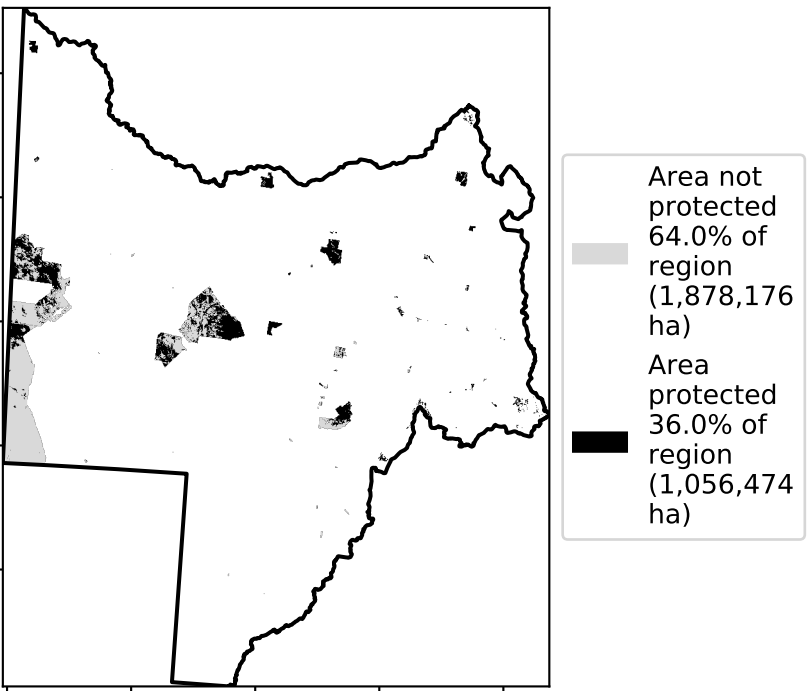 Area not
protected
64.0% of
region
(1,878,176
ha)
Area
protected
36.0% of
region
(1,056,474
ha)